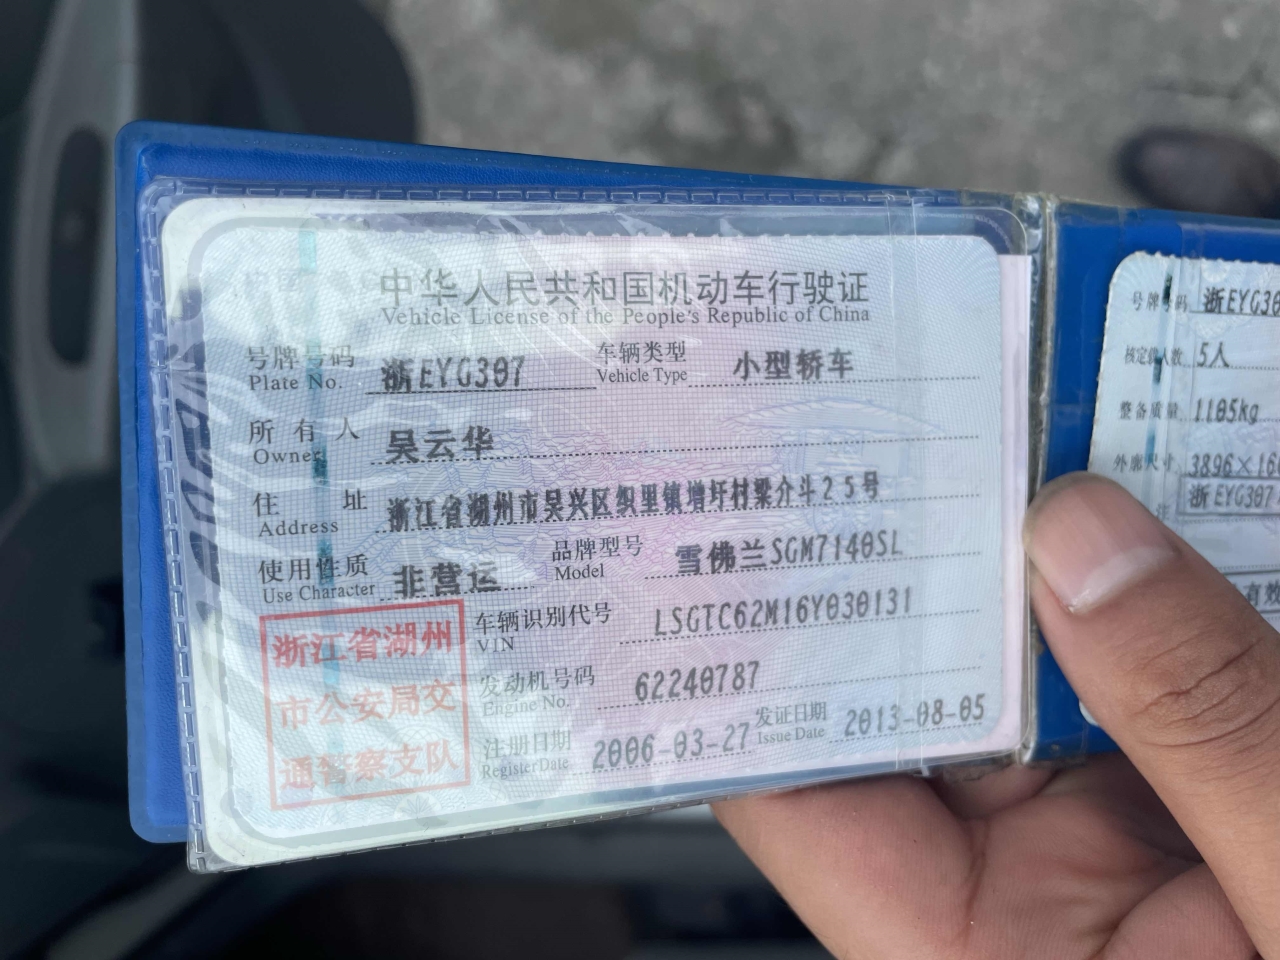 中华人民共和国机动车行驶证
Vehicle License of the People's Republic of China
号牌号码 浙EYG307 车辆类型 小型轿车
Plate No. Vehicle Type
所有人 吴云华
Owner
住址 浙江省湖州市吴兴区织里镇增圩村梁介斗25号
Address
使用性质 非营运 品牌型号 雪佛兰SGM7140SL
Use Character Model
车辆识别代号 LSGTC62M16Y030131
VIN
发动机号码 62240787
Engine No.
注册日期 2006-03-27 发证日期 2013-08-05
Register Date Issue Date
浙江省湖州
市公安局交
通警察支队
号牌号码 浙EYG30
核定载人数 5人
整备质量 1105kg
外廓尺寸 3896×16
浙EYG307
有效